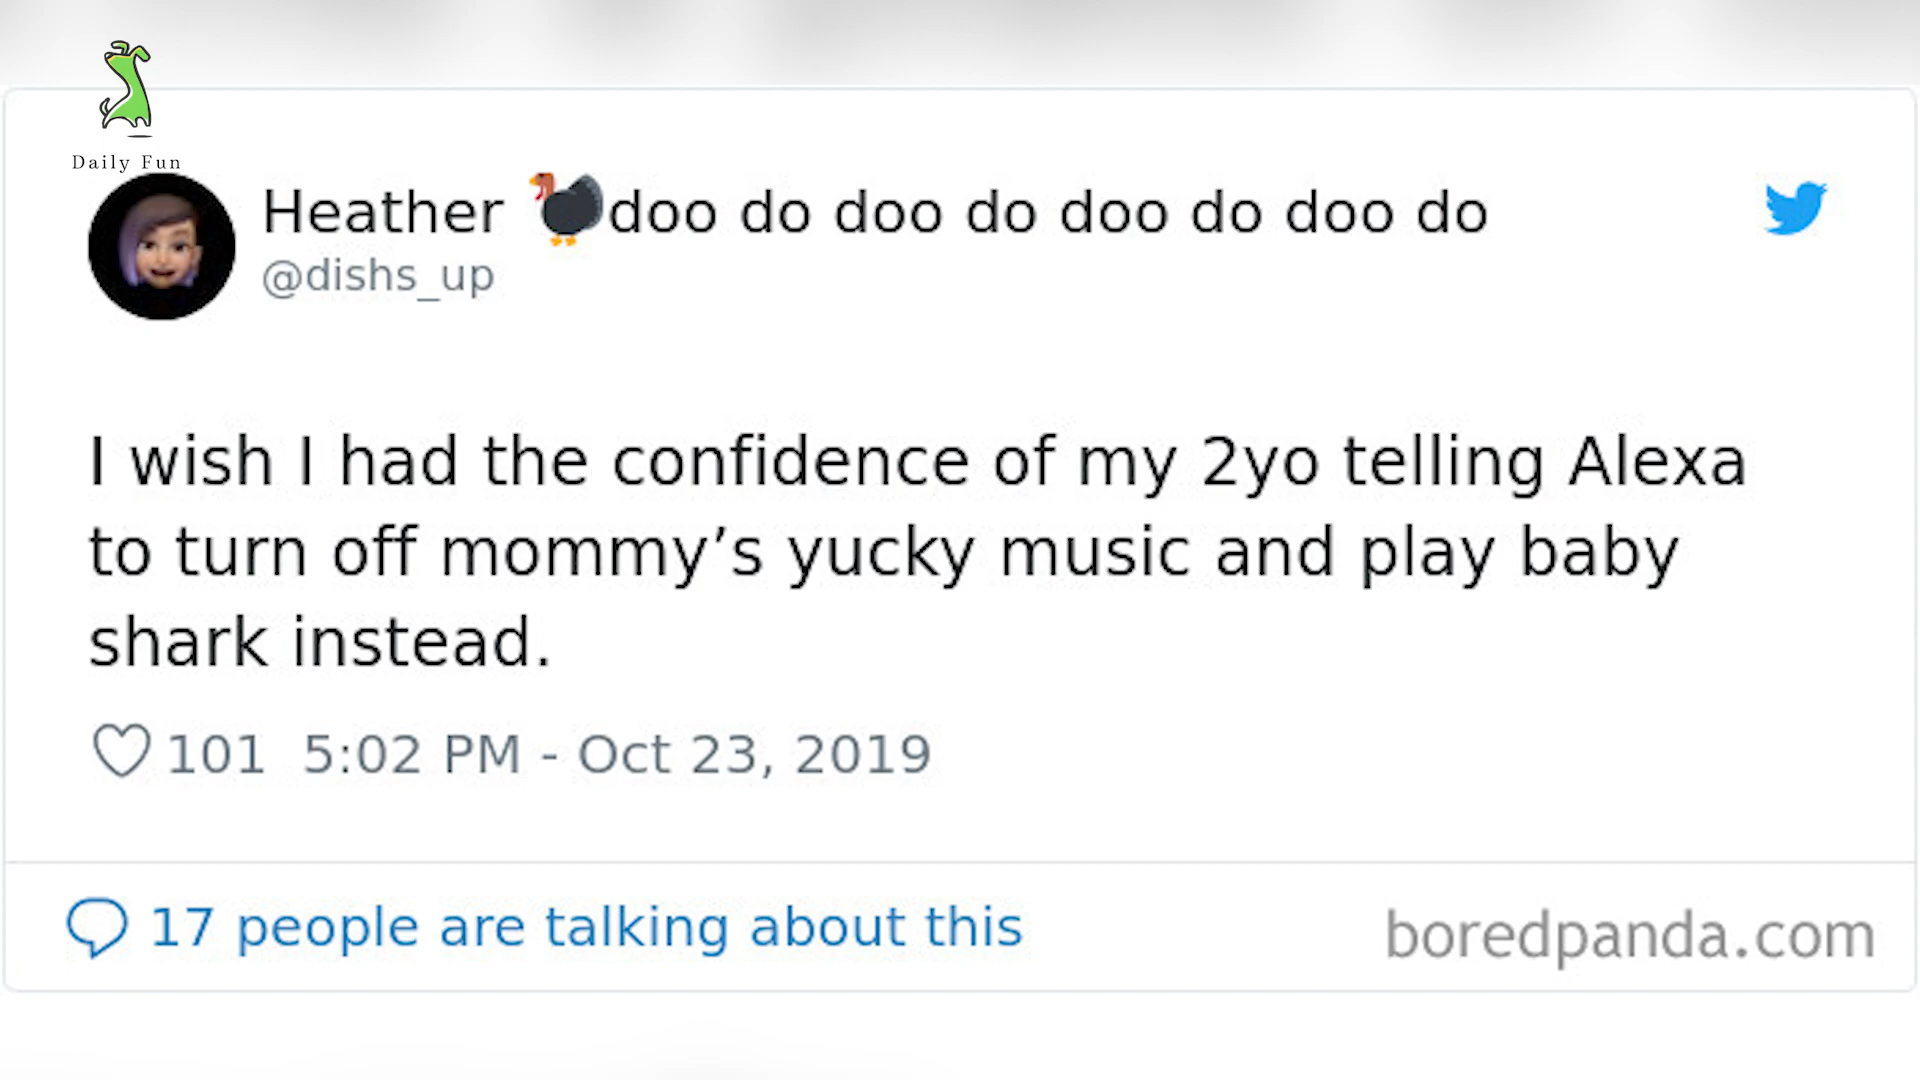 Daily Fun
Heather 🦃doo do doo do doo do doo do
@dishs_up
I wish I had the confidence of my 2yo telling Alexa
to turn off mommy’s yucky music and play baby
shark instead.
101 5:02 PM - Oct 23, 2019
17 people are talking about this
boredpanda.com